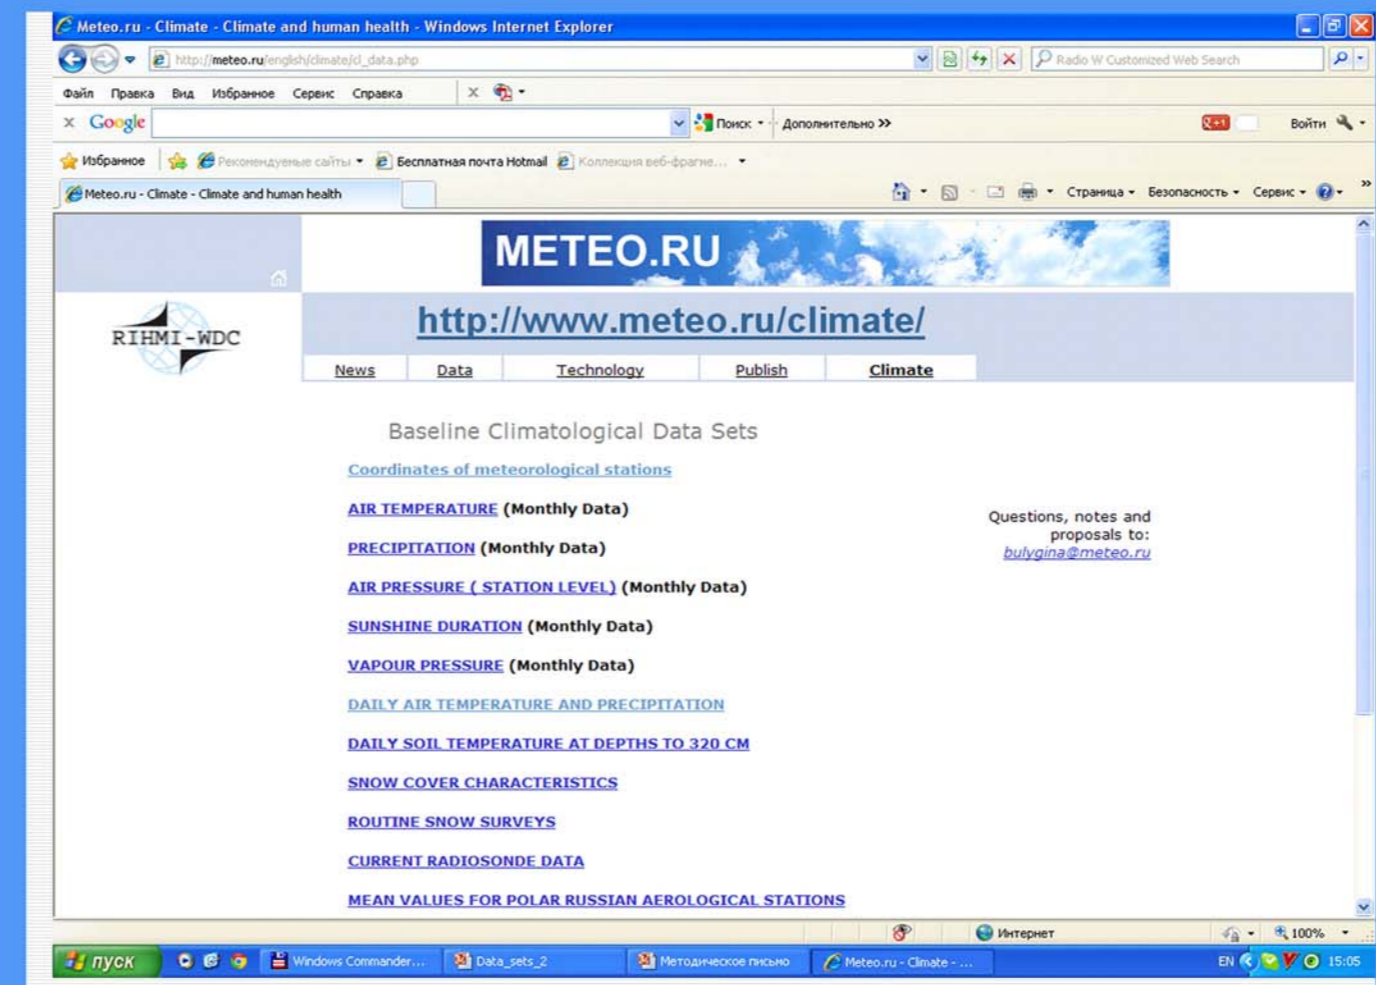 Meteo.ru - Climate - Climate and human health - Windows Internet Explorer
http://meteo.ru/english/climate/cl_data.php
Radio W Customized Web Search
Файл Правка Вид Избранное Сервис Справка X
x Google Поиск Дополнительно >> +1 Войти
Избранное Рекомендуемые сайты Бесплатная почта Hotmail Коллекция веб-фрагме...
Meteo.ru - Climate - Climate and human health Страница Безопасность Сервис >>
METEO.RU
RIHMI-WDC
http://www.meteo.ru/climate/
News Data Technology Publish Climate
Baseline Climatological Data Sets
Coordinates of meteorological stations
AIR TEMPERATURE (Monthly Data)
PRECIPITATION (Monthly Data)
AIR PRESSURE ( STATION LEVEL) (Monthly Data)
SUNSHINE DURATION (Monthly Data)
VAPOUR PRESSURE (Monthly Data)
DAILY AIR TEMPERATURE AND PRECIPITATION
DAILY SOIL TEMPERATURE AT DEPTHS TO 320 CM
SNOW COVER CHARACTERISTICS
ROUTINE SNOW SURVEYS
CURRENT RADIOSONDE DATA
MEAN VALUES FOR POLAR RUSSIAN AEROLOGICAL STATIONS
Questions, notes and
proposals to:
bulygina@meteo.ru
Интернет 100%
пуск Windows Commander... Data_sets_2 Методическое письмо Meteo.ru - Climate - ... EN 15:05